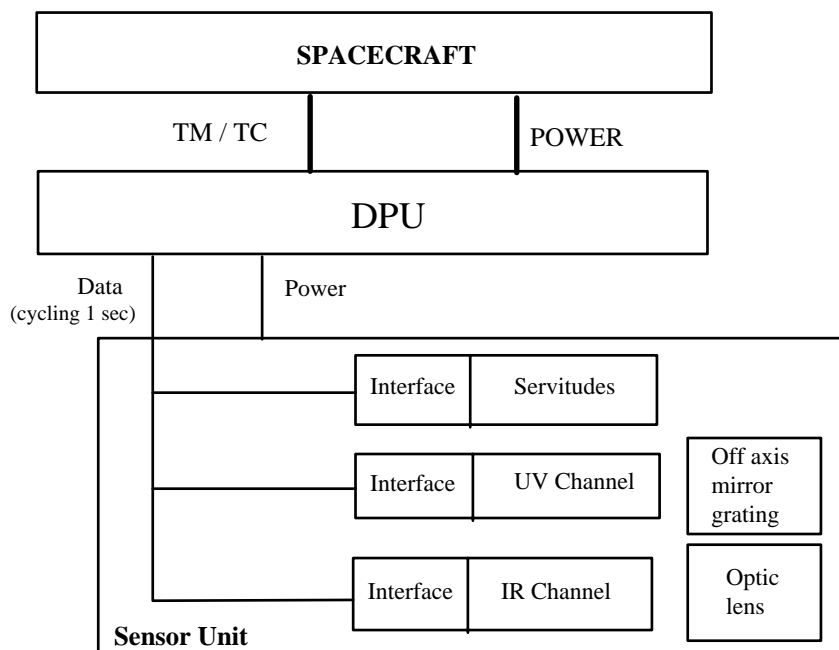 SPACECRAFT
TM / TC
POWER
DPU
Data
(cycling 1 sec)
Power
Interface
Servitudes
Interface
UV Channel
Off axis
mirror
grating
Interface
IR Channel
Optic
lens
Sensor Unit